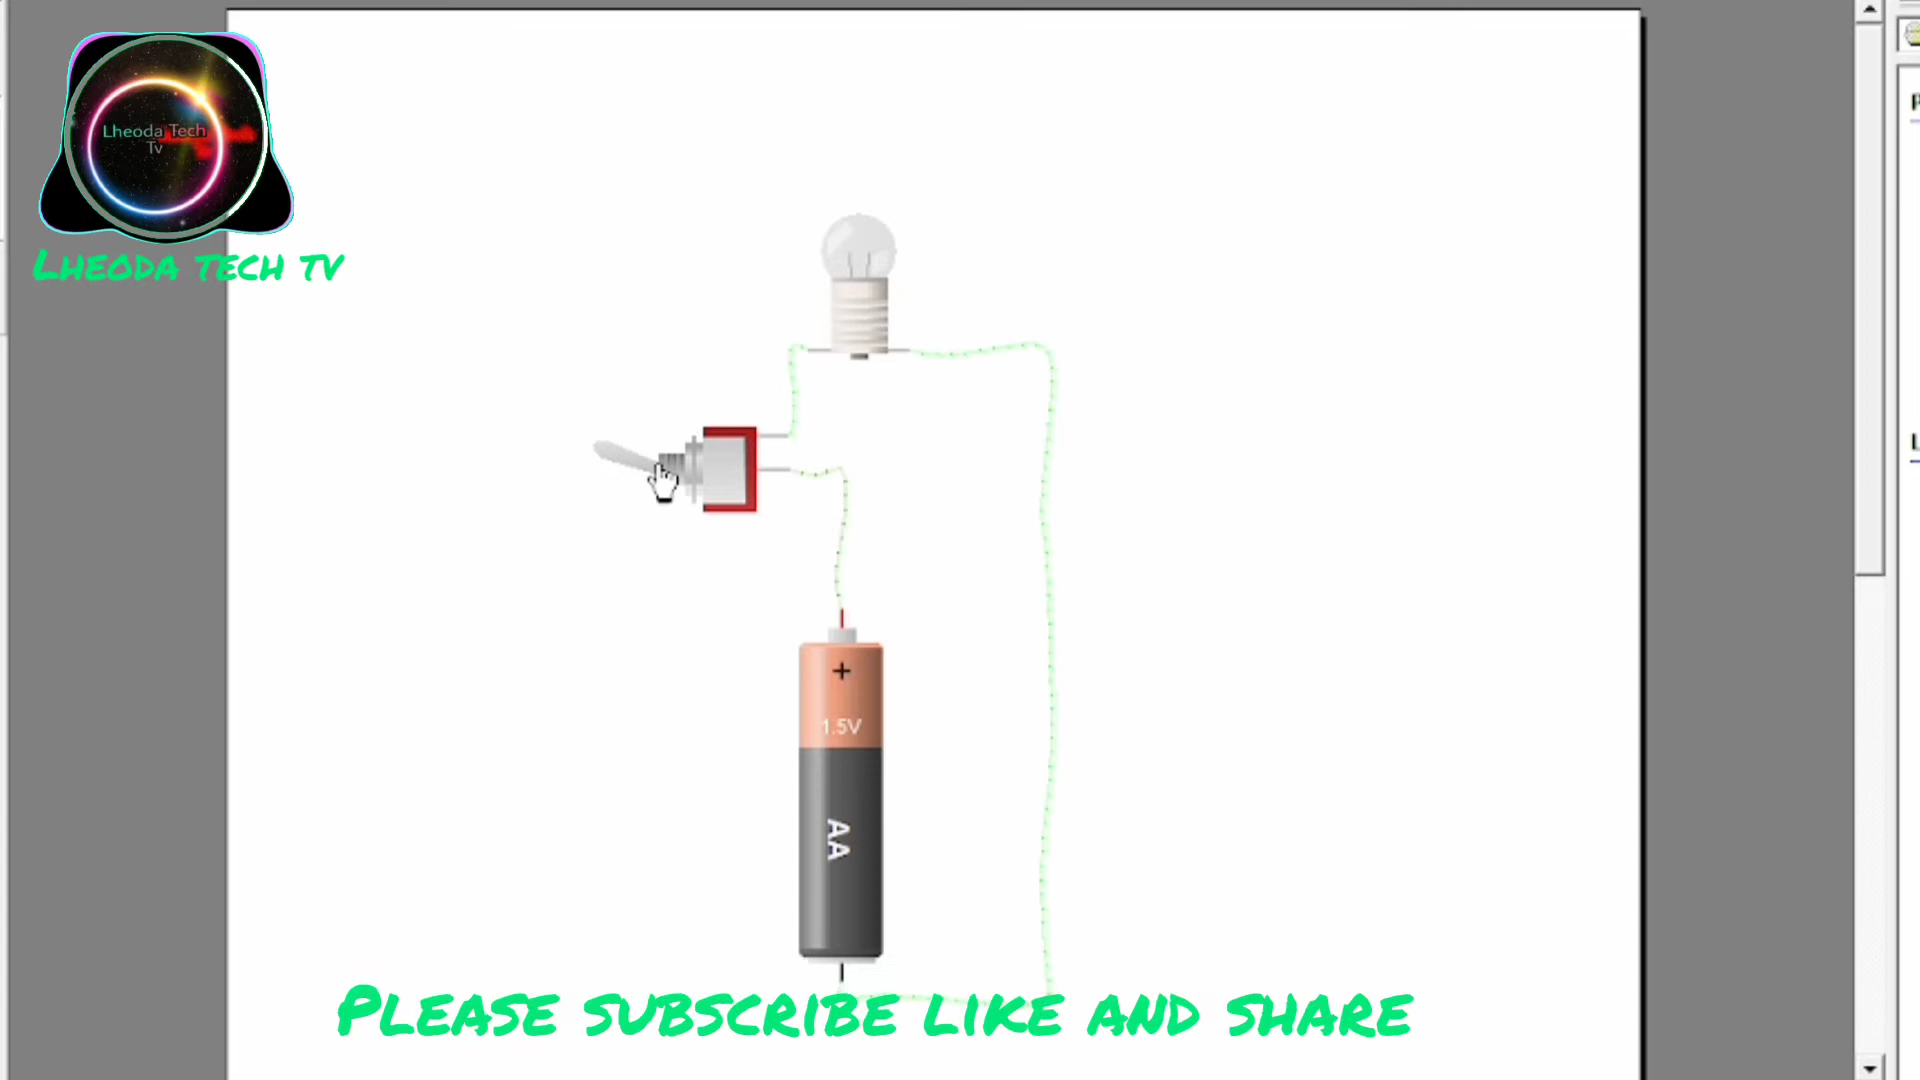 Lheoda Tech
Tv
Lheoda tech tv
+
1.5V
AA
Please subscribe like and share